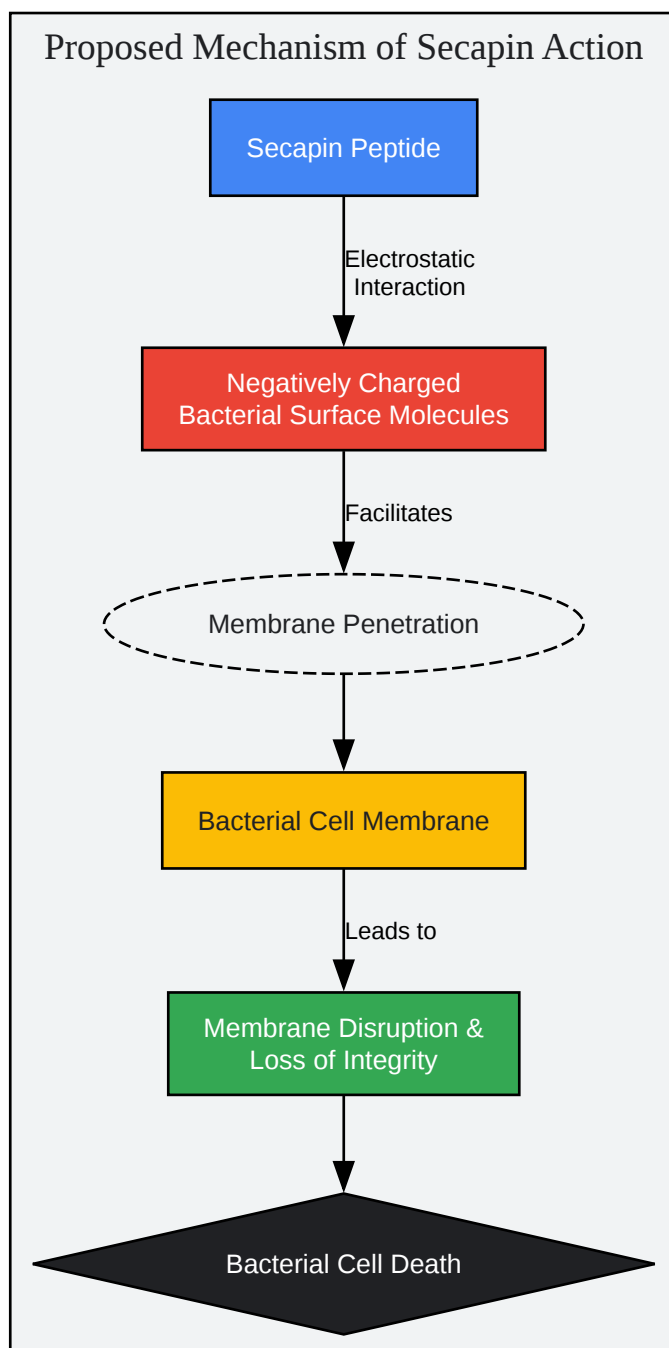 Proposed Mechanism of Secapin Action
Secapin Peptide
Electrostatic
Interaction
Negatively Charged
Bacterial Surface Molecules
Facilitates
Membrane Penetration
Bacterial Cell Membrane
Leads to
Membrane Disruption &
Loss of Integrity
Bacterial Cell Death